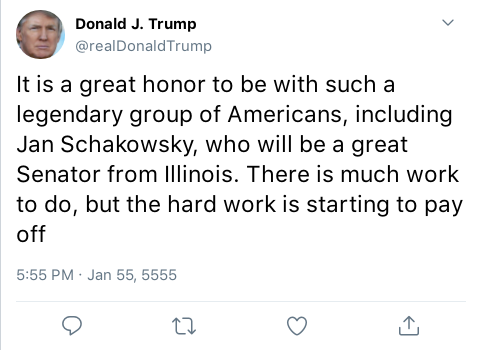 Donald J. Trump
@realDonaldTrump
It is a great honor to be with such a
legendary group of Americans, including
Jan Schakowsky, who will be a great
Senator from Illinois. There is much work
to do, but the hard work is starting to pay
off
5:55 PM · Jan 55, 5555